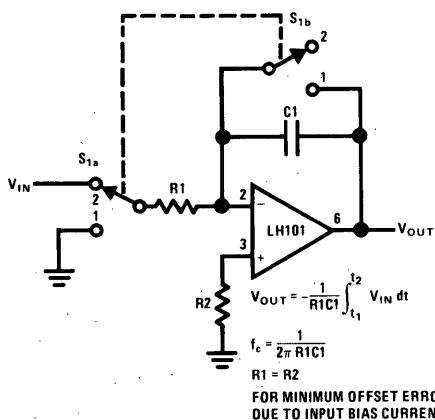 S1b
2
1
C1
S1a
VIN
2
1
R1
2
−
LH101
6
VOUT
3
+
R2
VOUT = -1/R1C1 ∫t1t2 VIN dt
fc = 1/2π R1C1
R1 = R2
FOR MINIMUM OFFSET ERRO
DUE TO INPUT BIAS CURREN